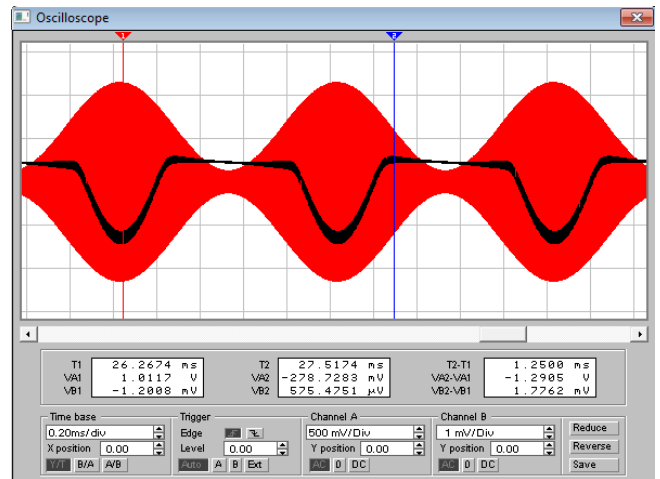 Oscilloscope
1 2
T1 26.2674 ms T2 27.5174 ms T2-T1 1.2500 ms
VA1 1.0117 V VA2 -278.7283 mV VA2-VA1 -1.2905 V
VB1 -1.2008 mV VB2 575.4751 µV VB2-VB1 1.7762 mV
Time base Trigger Channel A Channel B
0.20ms/div Edge 500 mV/Div 1 mV/Div Reduce
X position 0.00 Level 0.00 Y position 0.00 Y position 0.00 Reverse
Y/T B/A A/B Auto A B Ext AC 0 DC AC 0 DC Save